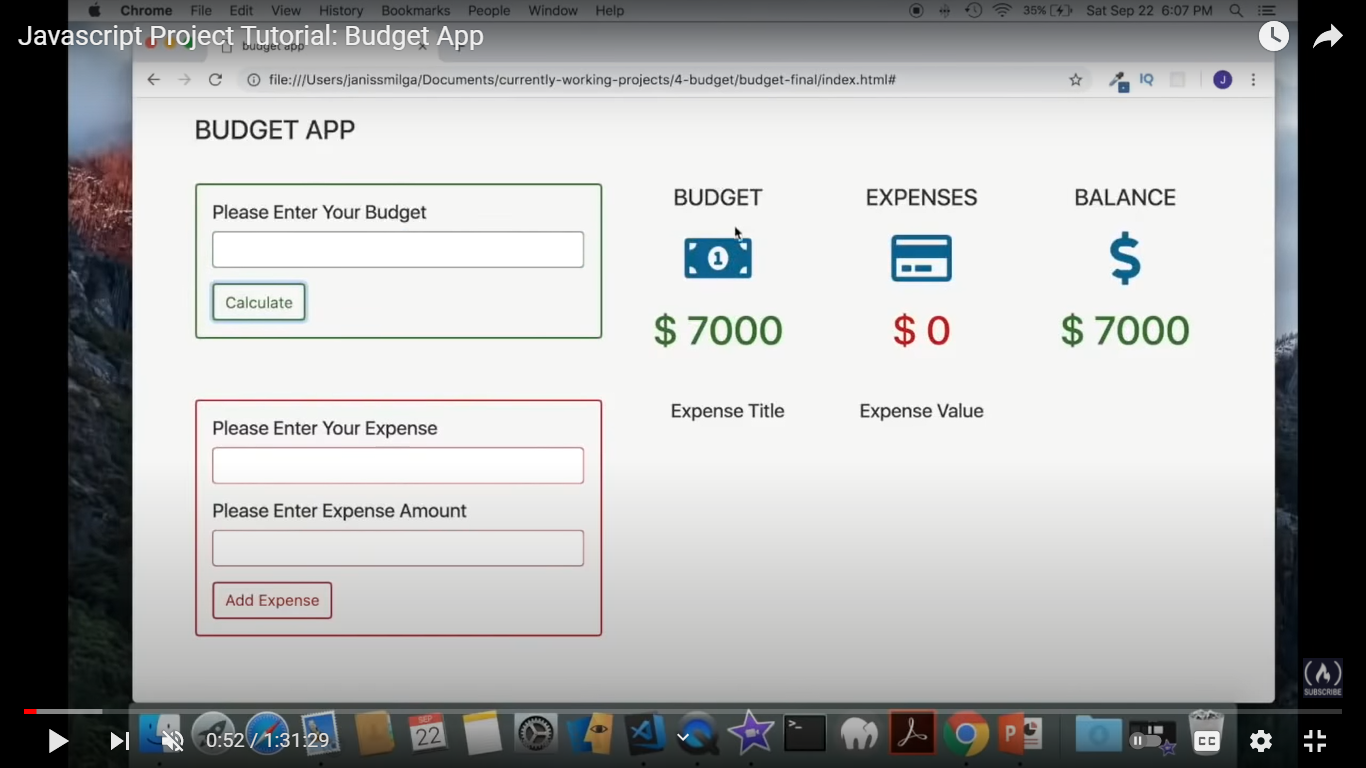 Chrome File Edit View History Bookmarks People Window Help 35% Sat Sep 22 6:07 PM
Javascript Project Tutorial: Budget App
budget app
file:///Users/janissmilga/Documents/currently-working-projects/4-budget/budget-final/index.html# IQ J
BUDGET APP
Please Enter Your Budget
Calculate
BUDGET EXPENSES BALANCE
1 $
$ 7000 $ 0 $ 7000
Please Enter Your Expense
Please Enter Expense Amount
Add Expense
Expense Title Expense Value
SUBSCRIBE
SEP
22
P
0:52 / 1:31:29
CC